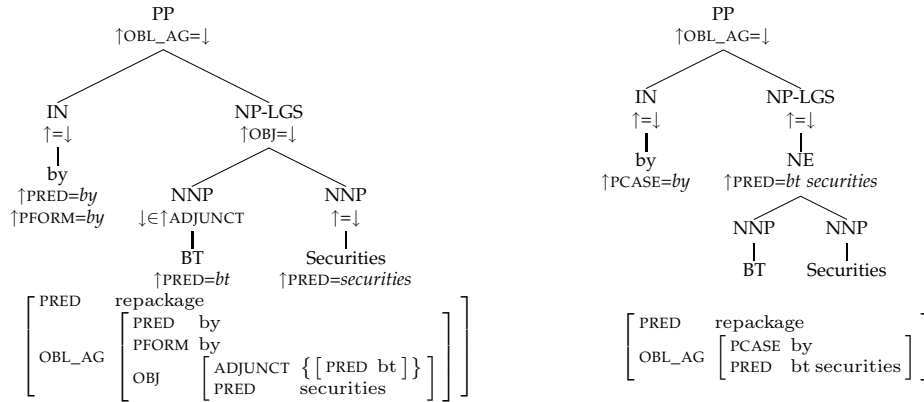 PP
↑OBL_AG=↓
IN NP-LGS
↑=↓ ↑OBJ=↓
by NNP NNP
↑PRED=by ↓∈↑ADJUNCT ↑=↓
↑PFORM=by BT Securities
↑PRED=bt ↑PRED=securities
PRED repackage
PRED by
PFORM by
OBL_AG
OBJ
ADJUNCT { [ PRED bt ] }
PRED securities
PP
↑OBL_AG=↓
IN NP-LGS
↑=↓ ↑=↓
by NE
↑PCASE=by ↑PRED=bt securities
NNP NNP
BT Securities
PRED repackage
OBL_AG
PCASE by
PRED bt securities